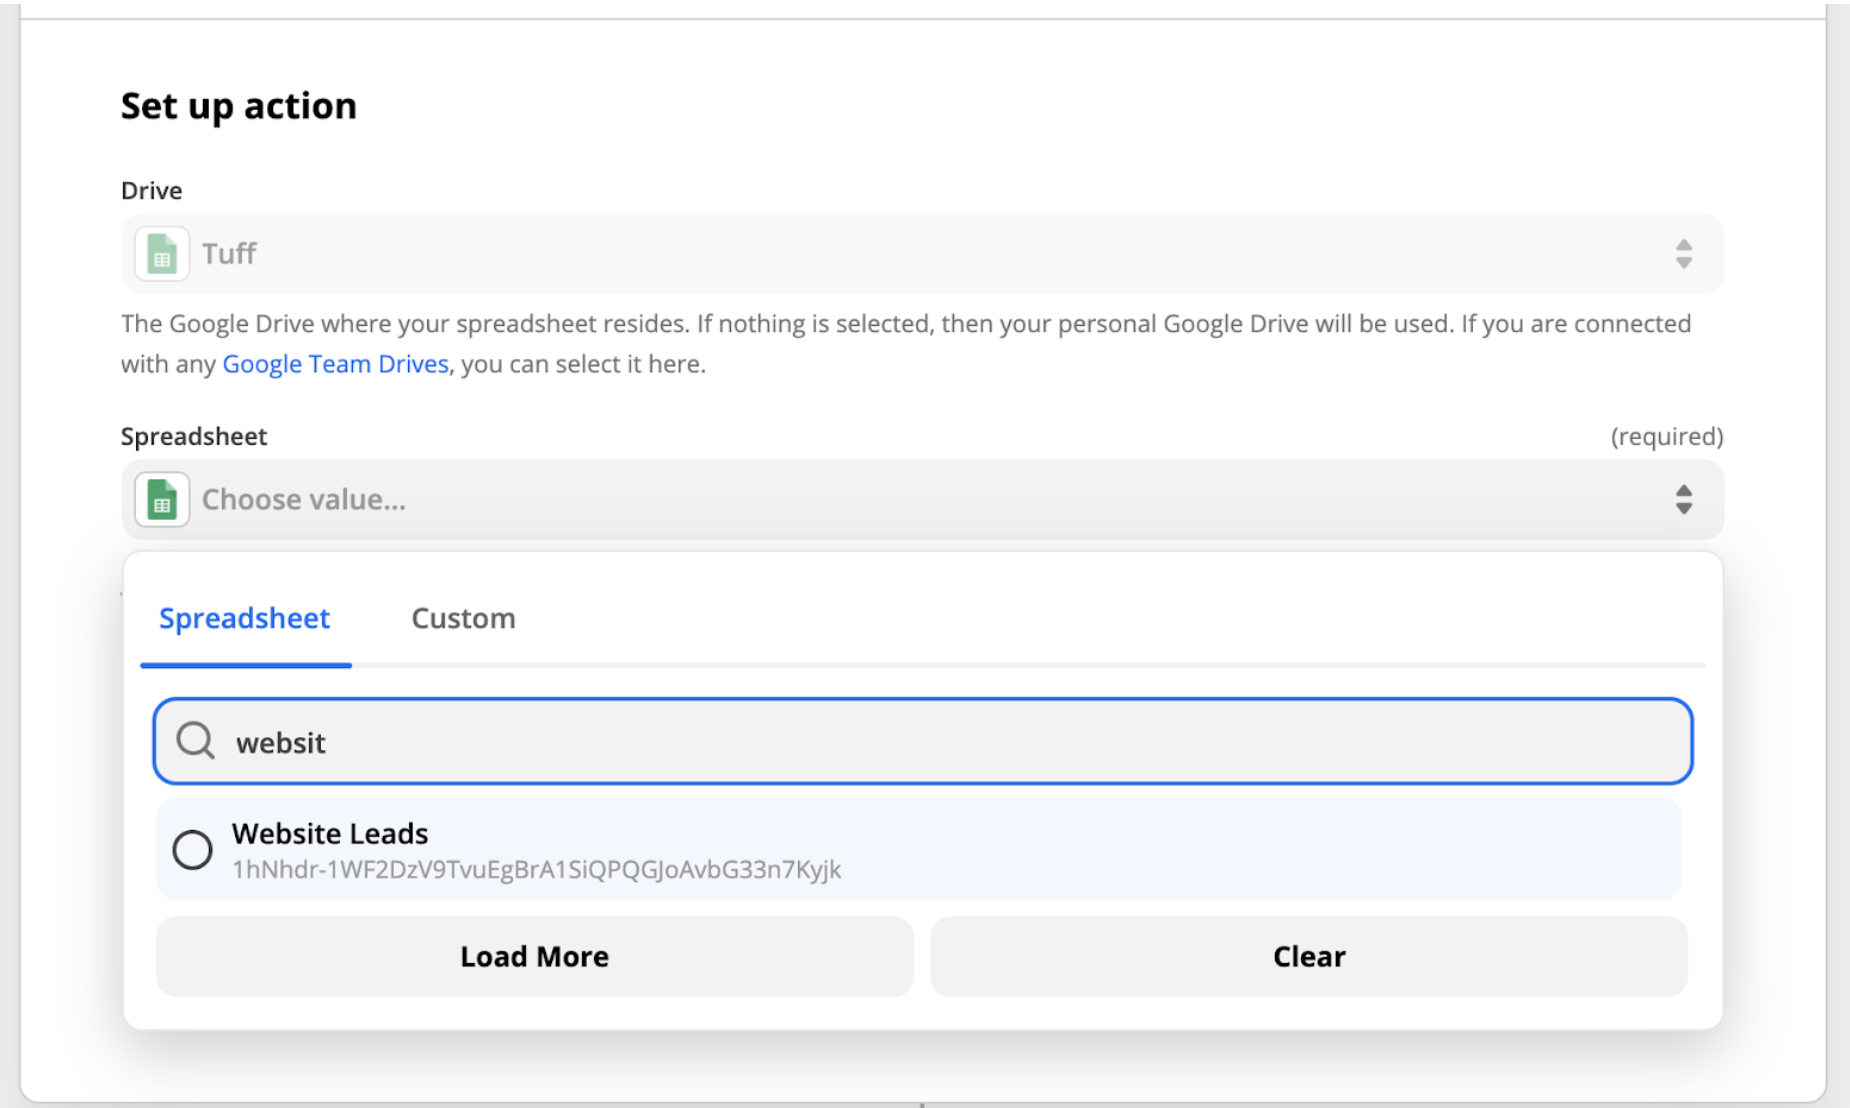 Set up action
Drive
Tuff
The Google Drive where your spreadsheet resides. If nothing is selected, then your personal Google Drive will be used. If you are connected
with any Google Team Drives, you can select it here.
Spreadsheet (required)
Choose value...
Spreadsheet Custom
websit
Website Leads
1hNhdr-1WF2DzV9TvuEgBrA1SiQPQGJoAvbG33n7Kyjk
Load More Clear